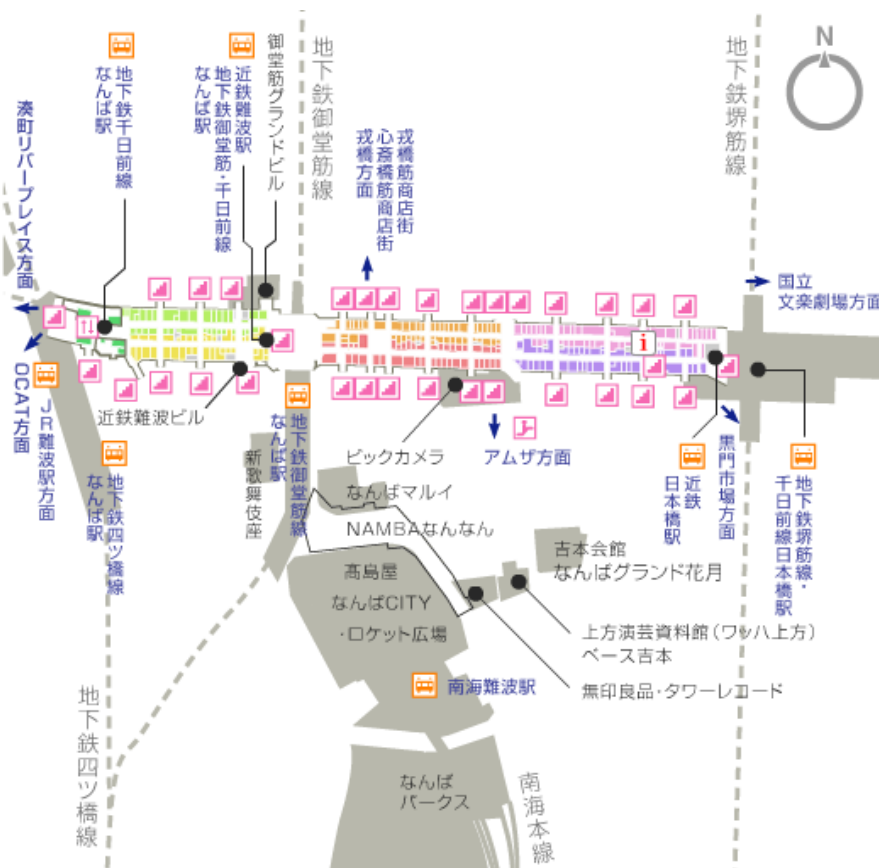 N
地下鉄千日前線
なんば駅
近鉄難波駅
地下鉄御堂筋・千日前線
なんば駅
御堂筋グランドビル
地下鉄御堂筋線
地下鉄堺筋線
湊町リバープレイス方面
戎橋筋商店街
心斎橋筋商店街
戎橋方面
国立
文楽劇場方面
i
OCAT方面
JR難波駅方面
近鉄難波ビル
地下鉄四ツ橋線
なんば駅
新歌舞伎座
地下鉄御堂筋線
なんば駅
ビックカメラ
アムザ方面
近鉄
日本橋駅
黒門市場方面
地下鉄堺筋線・
千日前線日本橋駅
なんばマルイ
NAMBAなんなん
髙島屋
なんばCITY
・ロケット広場
吉本会館
なんばグランド花月
上方演芸資料館(ワッハ上方)
ベース吉本
無印良品・タワーレコード
南海難波駅
地下鉄四ツ橋線
なんば
パークス
南海本線